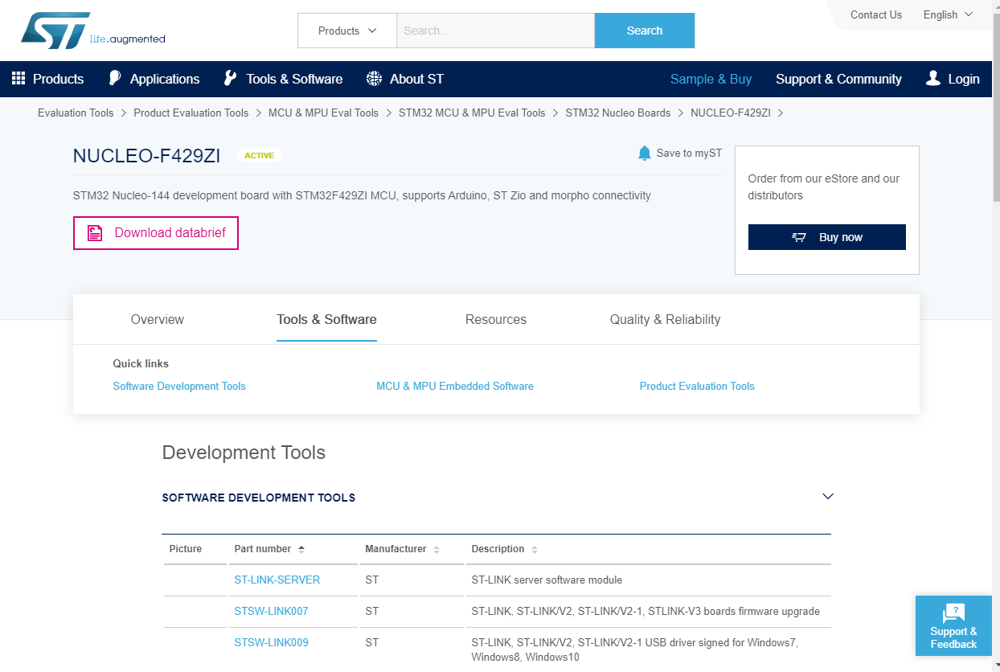 Contact Us English
ST life.augmented
Products Search... Search
Products Applications Tools & Software About ST Sample & Buy Support & Community Login
Evaluation Tools > Product Evaluation Tools > MCU & MPU Eval Tools > STM32 MCU & MPU Eval Tools > STM32 Nucleo Boards > NUCLEO-F429ZI >
NUCLEO-F429ZI ACTIVE Save to myST
STM32 Nucleo-144 development board with STM32F429ZI MCU, supports Arduino, ST Zio and morpho connectivity
Download databrief
Order from our eStore and our
distributors
Buy now
Overview Tools & Software Resources Quality & Reliability
Quick links
Software Development Tools MCU & MPU Embedded Software Product Evaluation Tools
Development Tools
SOFTWARE DEVELOPMENT TOOLS
Picture Part number Manufacturer Description
ST-LINK-SERVER ST ST-LINK server software module
STSW-LINK007 ST ST-LINK, ST-LINK/V2, ST-LINK/V2-1, STLINK-V3 boards firmware upgrade
STSW-LINK009 ST ST-LINK, ST-LINK/V2, ST-LINK/V2-1 USB driver signed for Windows7,
Windows8, Windows10
?
Support &
Feedback